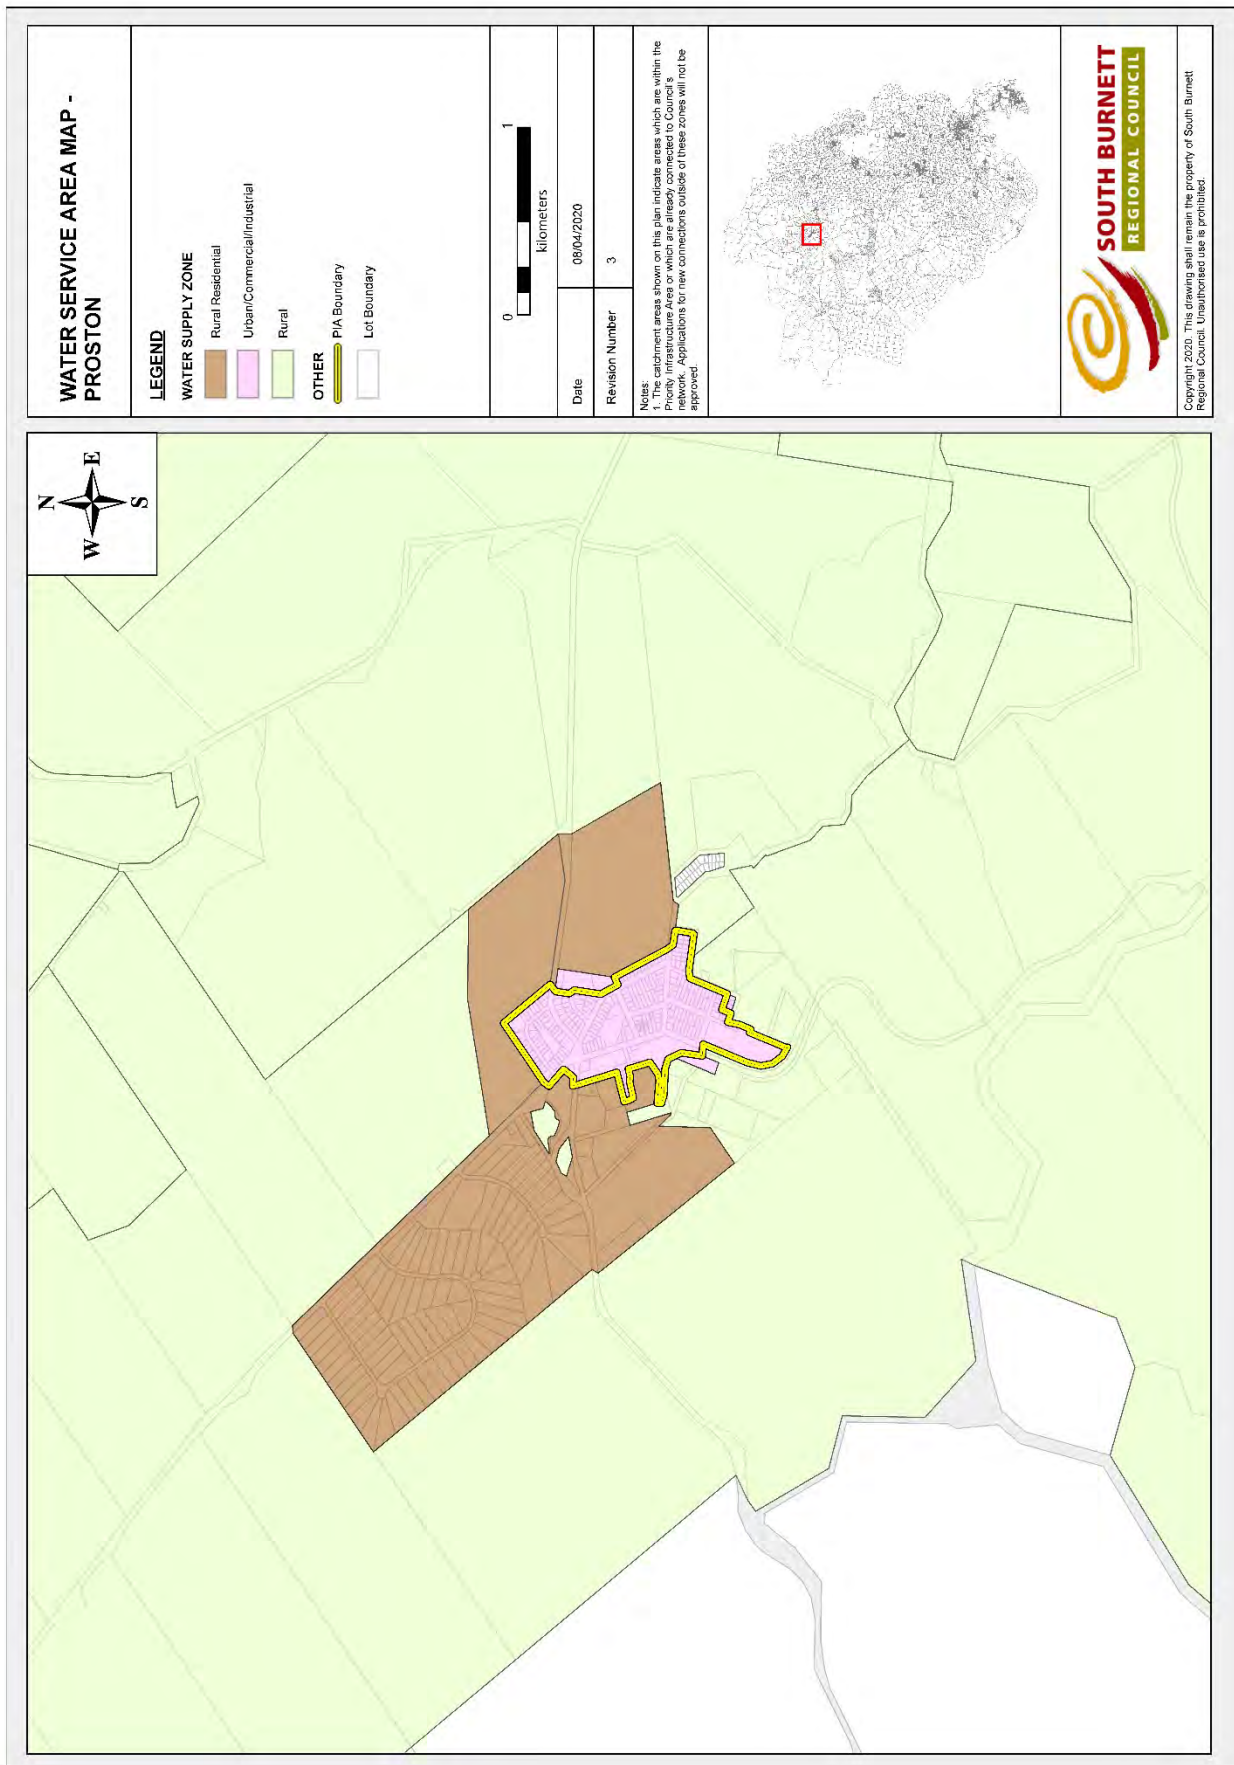 WATER SERVICE AREA MAP -
PROSTON
LEGEND
WATER SUPPLY ZONE
Rural Residential
Urban/Commercial/Industrial
Rural
OTHER
PIA Boundary
Lot Boundary
0 1
kilometers
Date 08/04/2020
Revision Number 3
Notes:
1. The catchment areas shown on this plan indicate areas which are within the
Priority Infrastructure Area or which are already connected to Council's
network. Applications for new connections outside of these zones will not be
approved.
SOUTH BURNETT
REGIONAL COUNCIL
Copyright 2020. This drawing shall remain the property of South Burnett
Regional Council. Unauthorised use is prohibited.
N
W E
S